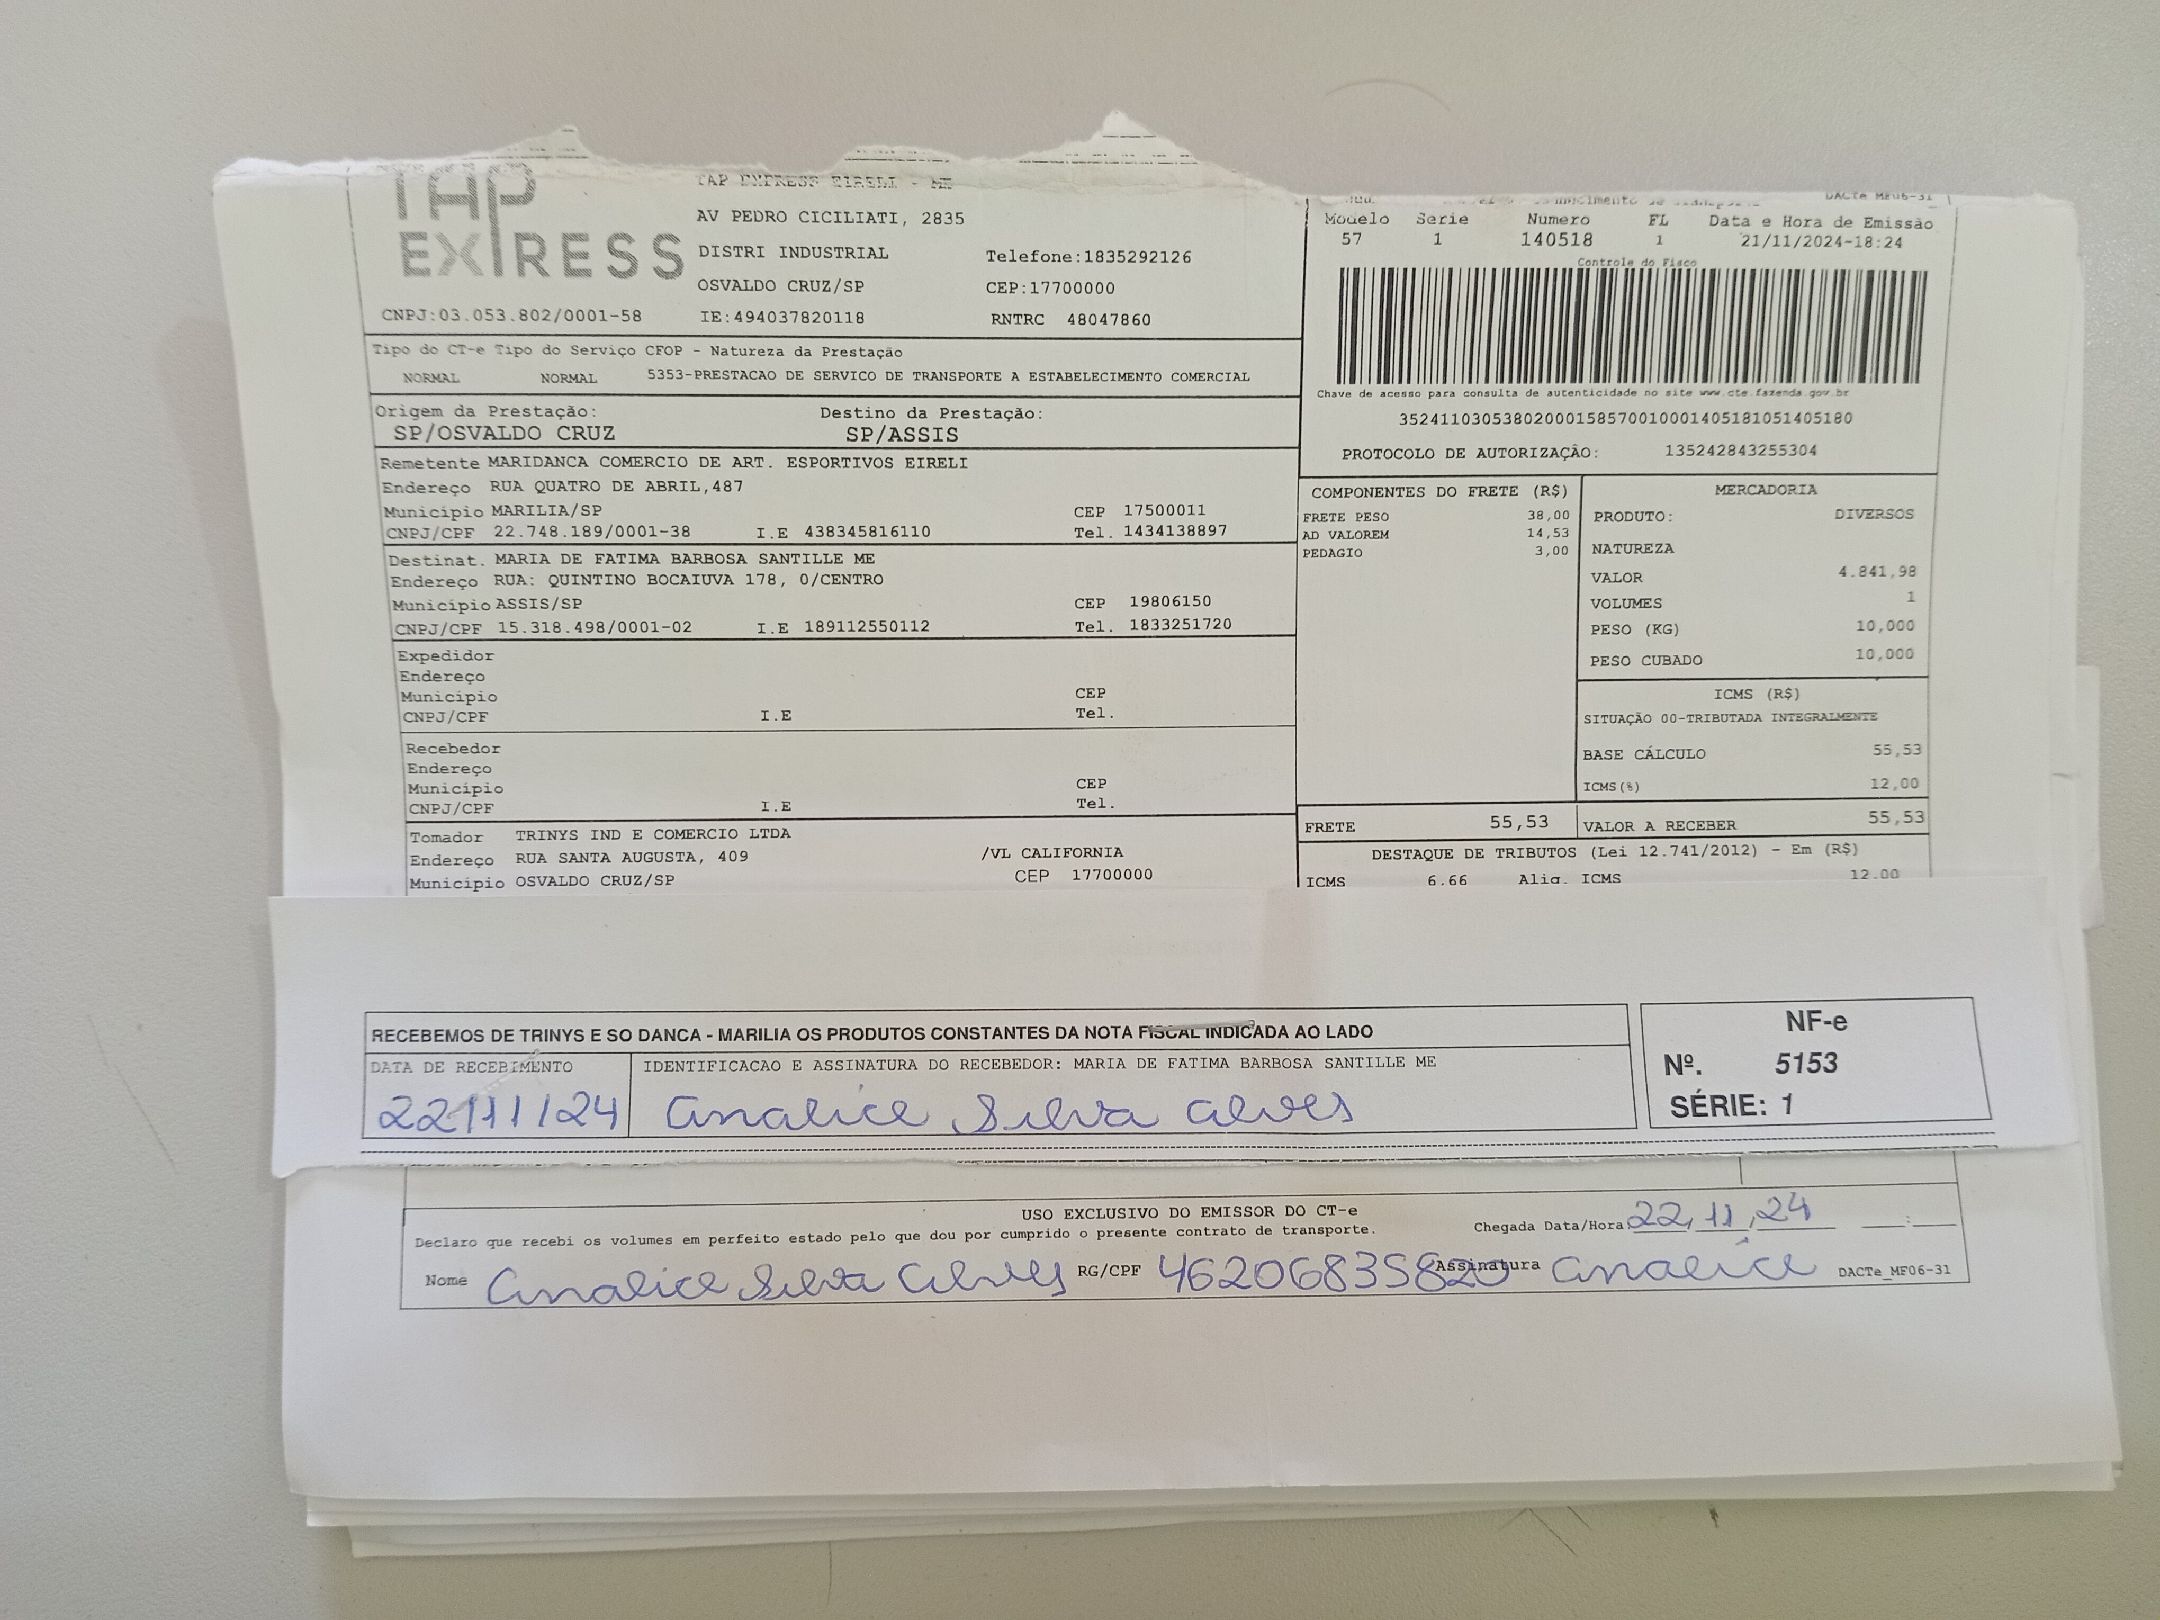 TAP EXPRESS
TAP EXPRESS EIRELI - ME
AV PEDRO CICILIATI, 2835
DISTRI INDUSTRIAL Telefone:1835292126
OSVALDO CRUZ/SP CEP:17700000
CNPJ:03.053.802/0001-58 IE:494037820118 RNTRC 48047860
DACTe MF06-31
Modelo Serie Numero FL Data e Hora de Emissão
57 1 140518 1 21/11/2024-18:24
Controle do Fisco
Chave de acesso para consulta de autenticidade no site www.cte.fazenda.gov.br
35241103053802000158570010001405181051405180
PROTOCOLO DE AUTORIZAÇÃO: 135242843255304
Tipo do CT-e Tipo do Serviço CFOP - Natureza da Prestação
NORMAL NORMAL 5353-PRESTACAO DE SERVICO DE TRANSPORTE A ESTABELECIMENTO COMERCIAL
Origem da Prestação: Destino da Prestação:
SP/OSVALDO CRUZ SP/ASSIS
Remetente MARIDANCA COMERCIO DE ART. ESPORTIVOS EIRELI
Endereço RUA QUATRO DE ABRIL,487
Município MARILIA/SP CEP 17500011
CNPJ/CPF 22.748.189/0001-38 I.E 438345816110 Tel. 1434138897
Destinat. MARIA DE FATIMA BARBOSA SANTILLE ME
Endereço RUA: QUINTINO BOCAIUVA 178, 0/CENTRO
Município ASSIS/SP CEP 19806150
CNPJ/CPF 15.318.498/0001-02 I.E 189112550112 Tel. 1833251720
Expedidor
Endereço
Município CEP
CNPJ/CPF I.E Tel.
Recebedor
Endereço
Município CEP
CNPJ/CPF I.E Tel.
Tomador TRINYS IND E COMERCIO LTDA
Endereço RUA SANTA AUGUSTA, 409 /VL CALIFORNIA
Município OSVALDO CRUZ/SP CEP 17700000
COMPONENTES DO FRETE (R$)
FRETE PESO 38,00
AD VALOREM 14,53
PEDAGIO 3,00
MERCADORIA
PRODUTO: DIVERSOS
NATUREZA
VALOR 4.841,98
VOLUMES 1
PESO (KG) 10,000
PESO CUBADO 10,000
ICMS (R$)
SITUAÇÃO 00-TRIBUTADA INTEGRALMENTE
BASE CÁLCULO 55,53
ICMS(%) 12,00
FRETE 55,53 VALOR A RECEBER 55,53
DESTAQUE DE TRIBUTOS (Lei 12.741/2012) - Em (R$)
ICMS 6.66 Aliq. ICMS 12.00
RECEBEMOS DE TRINYS E SO DANCA - MARILIA OS PRODUTOS CONSTANTES DA NOTA FISCAL INDICADA AO LADO
DATA DE RECEBIMENTO IDENTIFICACAO E ASSINATURA DO RECEBEDOR: MARIA DE FATIMA BARBOSA SANTILLE ME
22/11/24 Analice Silva Alves
NF-e
Nº. 5153
SÉRIE: 1
USO EXCLUSIVO DO EMISSOR DO CT-e
Declaro que recebi os volumes em perfeito estado pelo que dou por cumprido o presente contrato de transporte. Chegada Data/Hora 22/11/24
Nome Analice Silva Alves RG/CPF 46206835820 Assinatura Analice DACTe_MF06-31